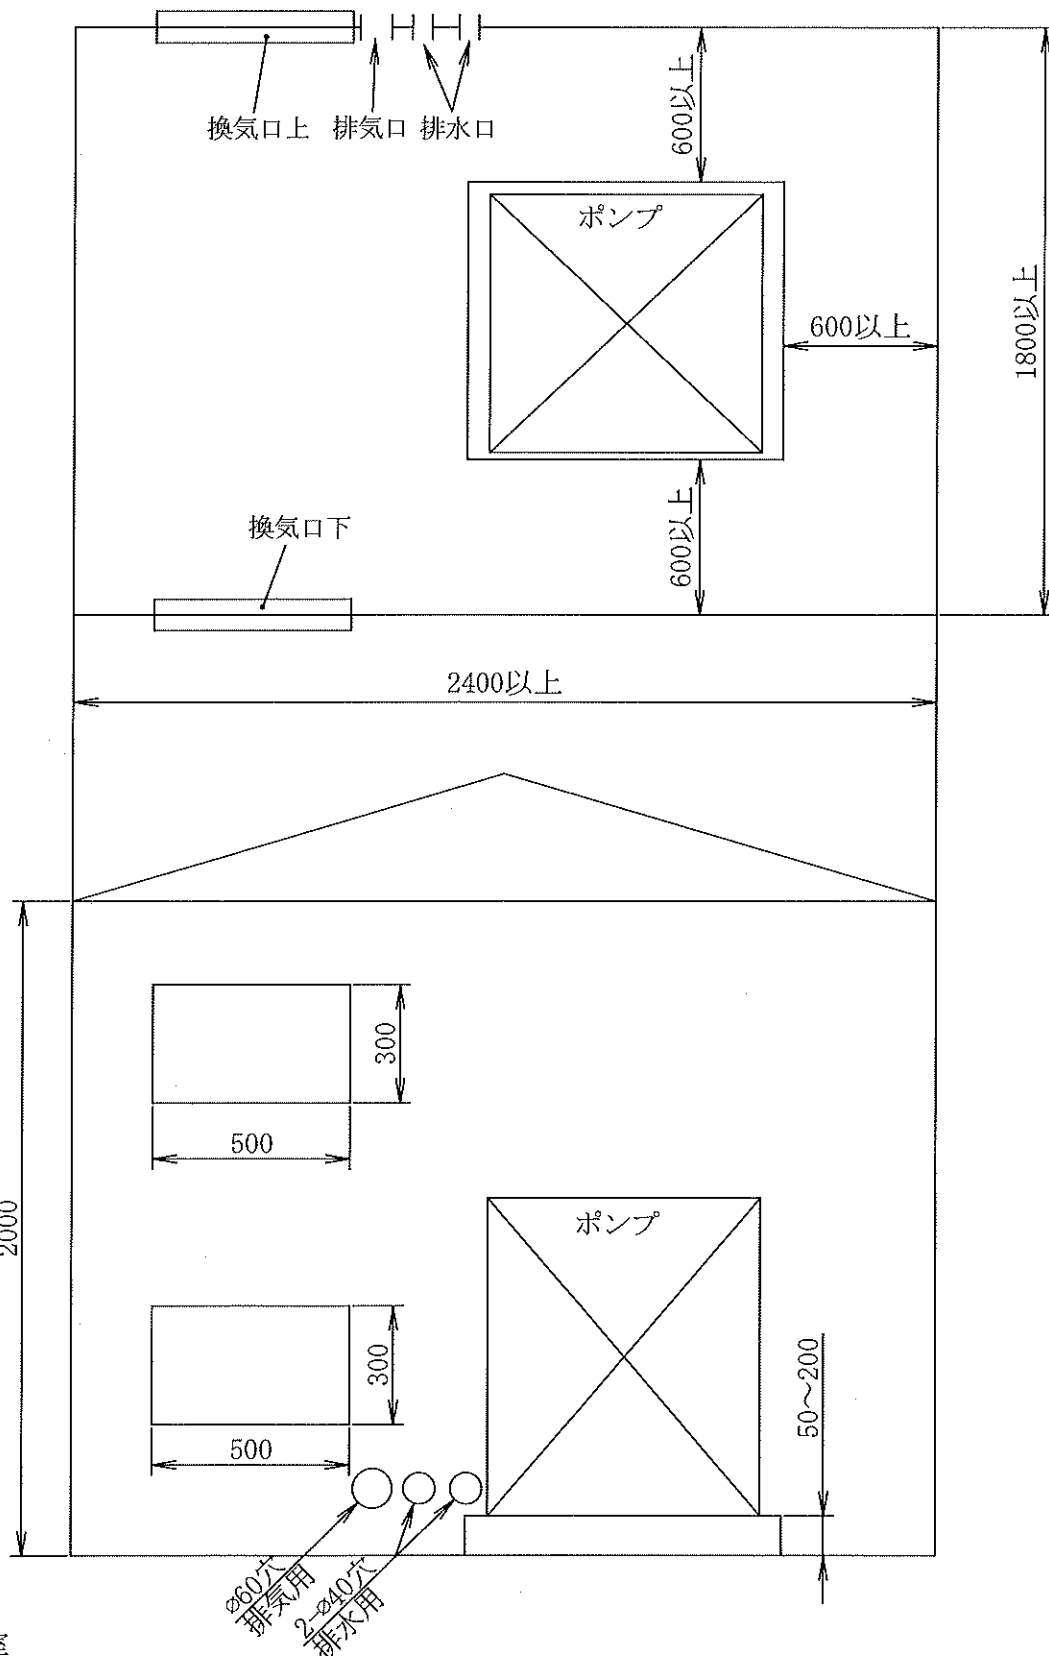 換気口上 排気口 排水口
600以上
ポンプ
600以上
1800以上
600以上
換気口下
2400以上
300
500
2000
ポンプ
300
50～200
500
ø60穴
排気用
2-ø40穴
排水用
室